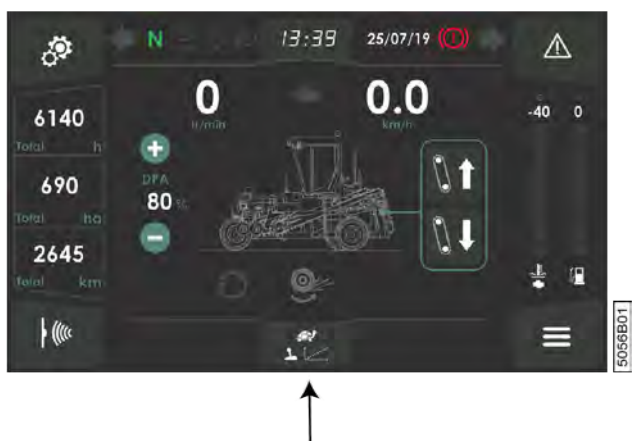 N 13:39 25/07/19
6140
Total h
690
Total ha
2645
Total km
0
tr/min
0.0
km/h
DPA
80 %
-40 0
5056B01